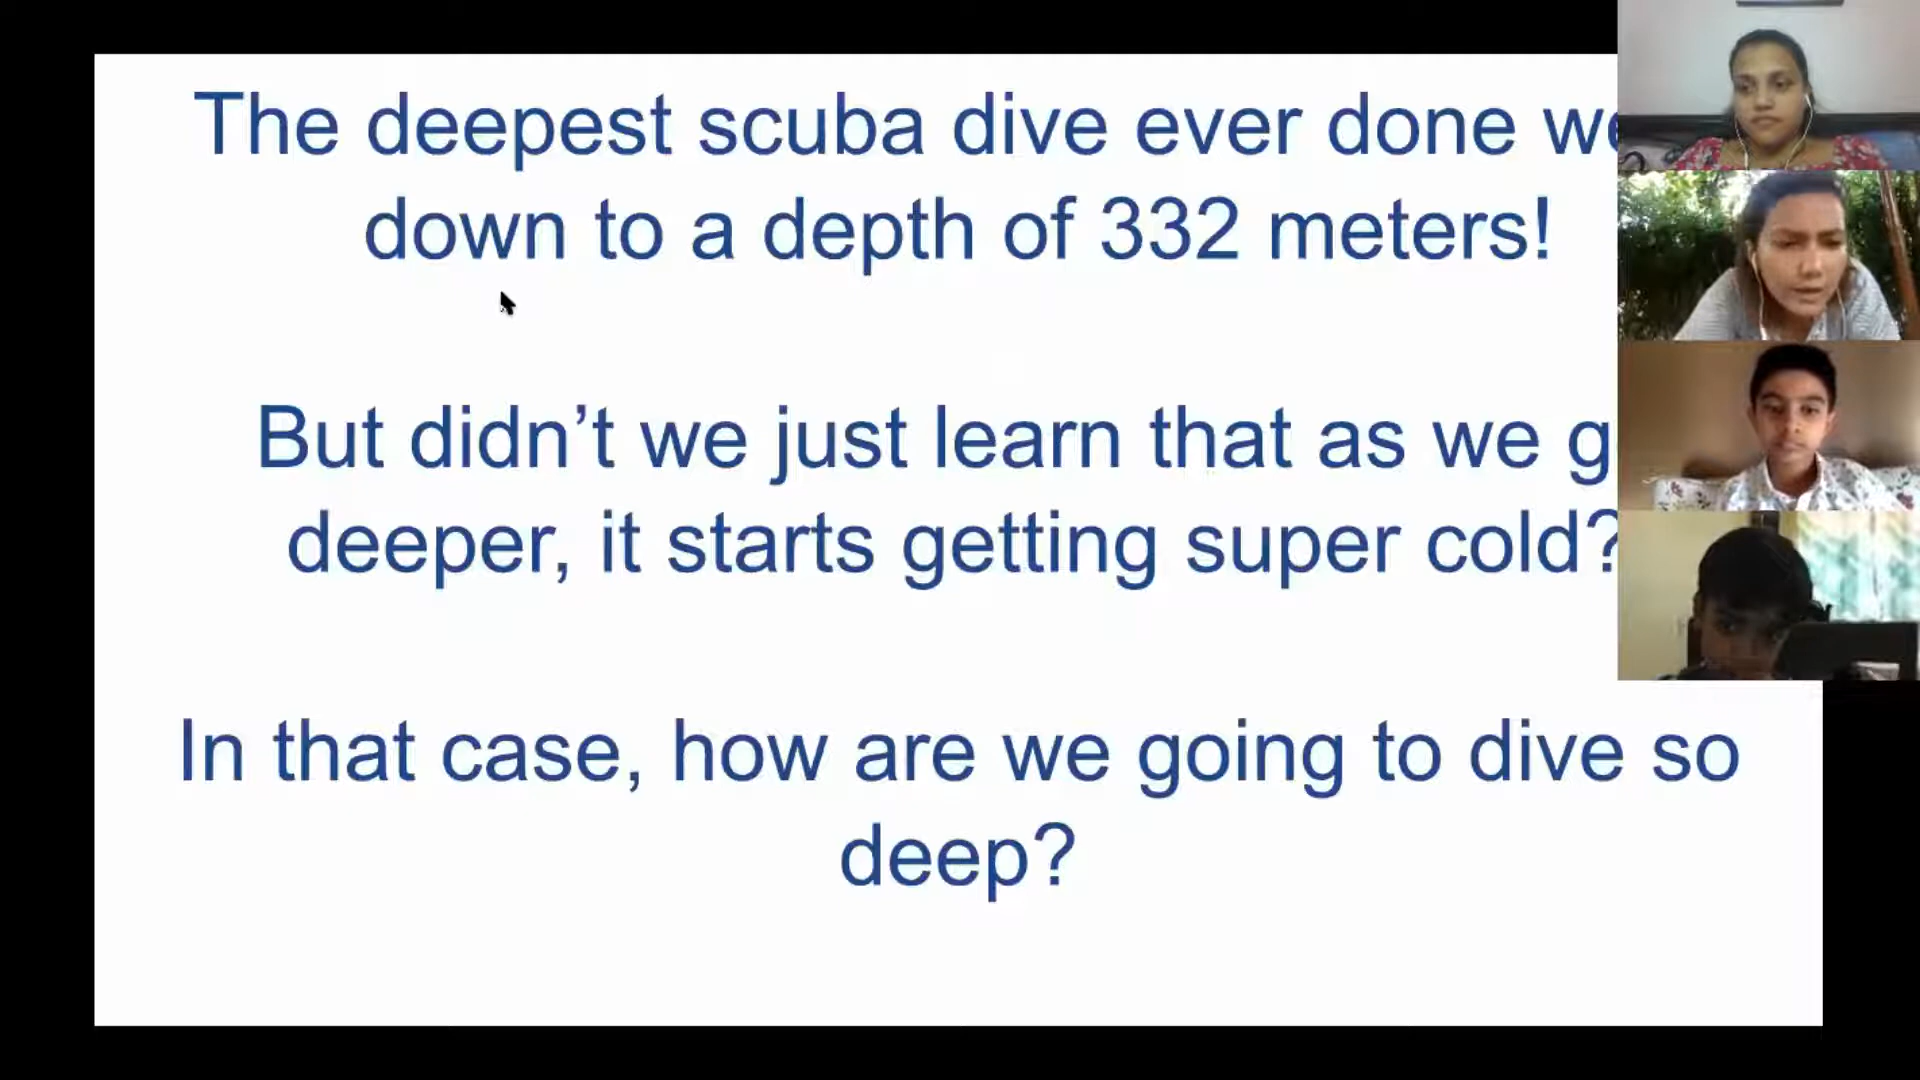 The deepest scuba dive ever done
down to a depth of 332 meters!
But didn't we just learn that as we
deeper, it starts getting super cold?
In that case, how are we going to dive so
deep?